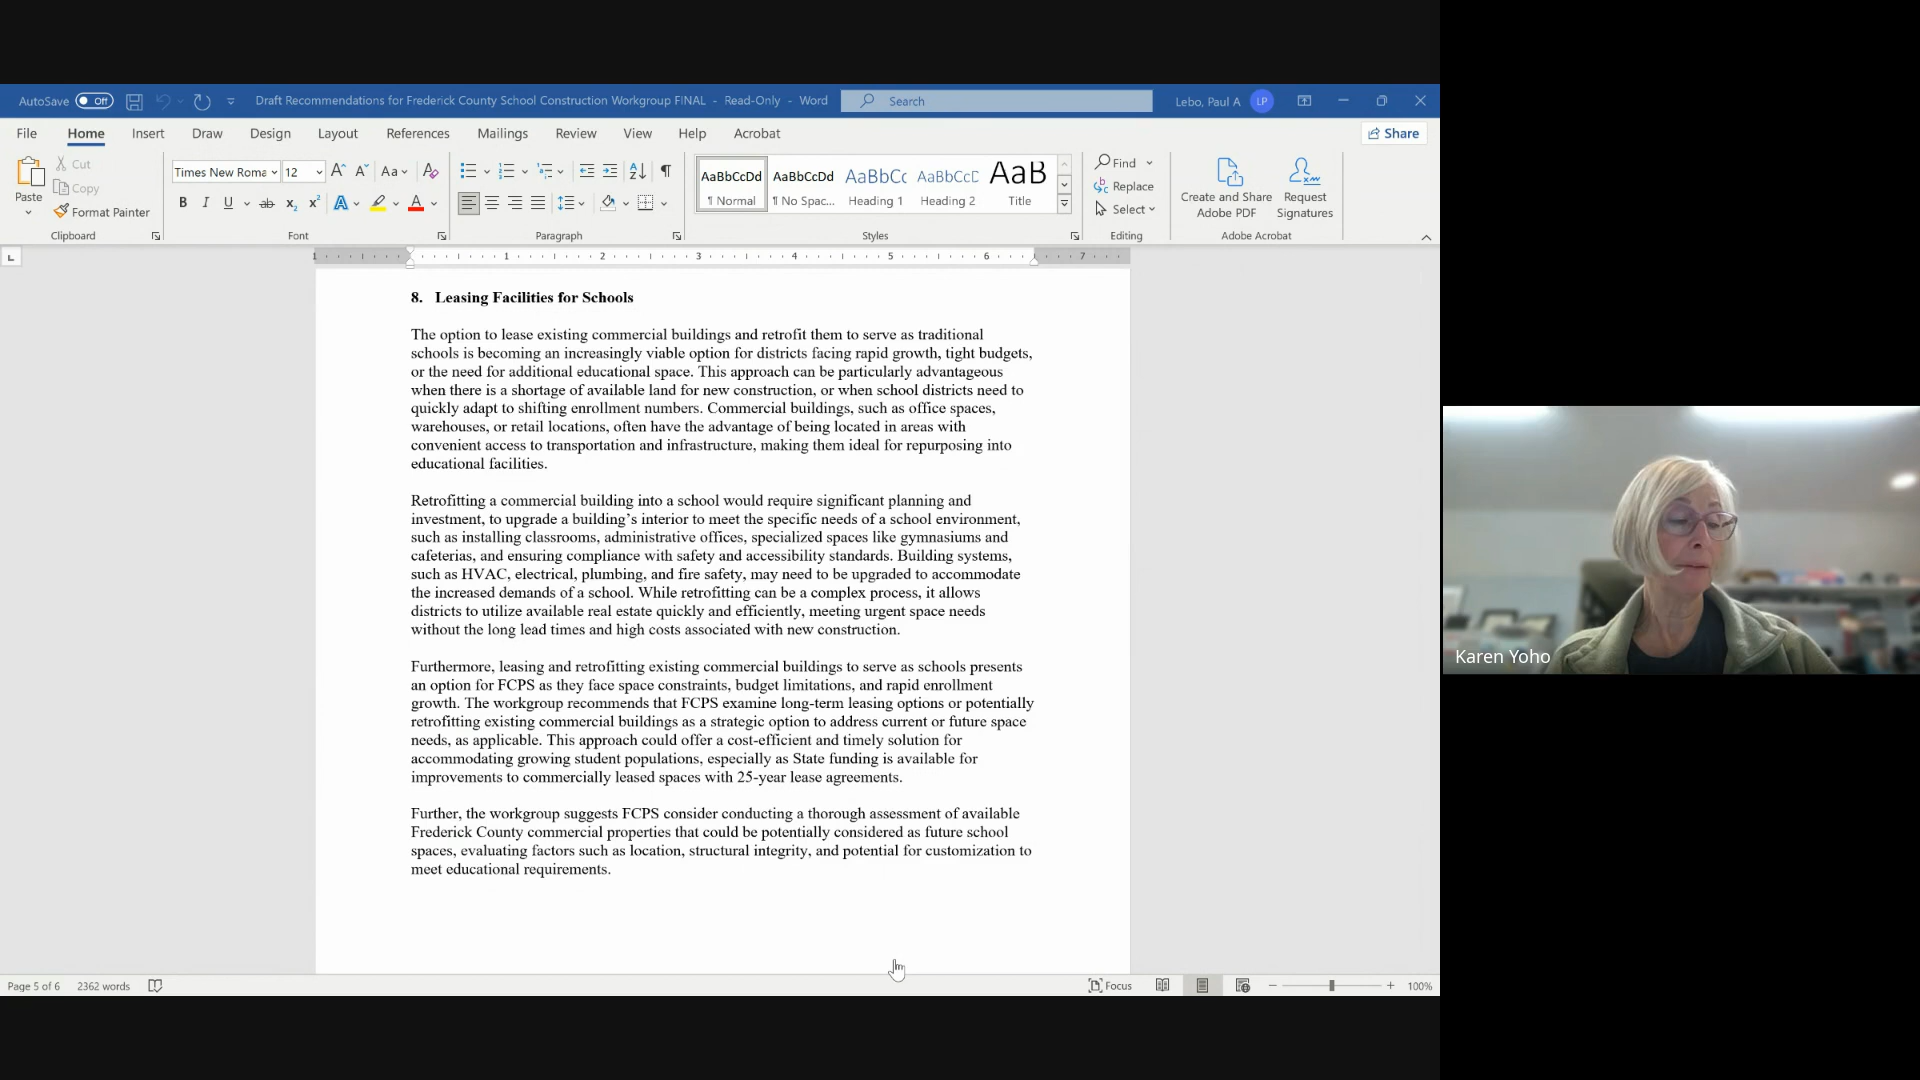 AutoSave Off Draft Recommendations for Frederick County School Construction Workgroup FINAL - Read-Only - Word Search Lebo, Paul A LP
File Home Insert Draw Design Layout References Mailings Review View Help Acrobat Share
Paste Cut Copy Format Painter Clipboard
Times New Roma 12 Aa B I U ab x₂ x² A A Font
Paragraph
AaBbCcDd AaBbCcDd AaBbCc AaBbCcD AaB
¶ Normal ¶ No Spac... Heading 1 Heading 2 Title
Styles
Find Replace Select Editing
Create and Share Adobe PDF Request Signatures Adobe Acrobat
1 1 2 3 4 5 6 7
8. Leasing Facilities for Schools
The option to lease existing commercial buildings and retrofit them to serve as traditional
schools is becoming an increasingly viable option for districts facing rapid growth, tight budgets,
or the need for additional educational space. This approach can be particularly advantageous
when there is a shortage of available land for new construction, or when school districts need to
quickly adapt to shifting enrollment numbers. Commercial buildings, such as office spaces,
warehouses, or retail locations, often have the advantage of being located in areas with
convenient access to transportation and infrastructure, making them ideal for repurposing into
educational facilities.
Retrofitting a commercial building into a school would require significant planning and
investment, to upgrade a building’s interior to meet the specific needs of a school environment,
such as installing classrooms, administrative offices, specialized spaces like gymnasiums and
cafeterias, and ensuring compliance with safety and accessibility standards. Building systems,
such as HVAC, electrical, plumbing, and fire safety, may need to be upgraded to accommodate
the increased demands of a school. While retrofitting can be a complex process, it allows
districts to utilize available real estate quickly and efficiently, meeting urgent space needs
without the long lead times and high costs associated with new construction.
Furthermore, leasing and retrofitting existing commercial buildings to serve as schools presents
an option for FCPS as they face space constraints, budget limitations, and rapid enrollment
growth. The workgroup recommends that FCPS examine long-term leasing options or potentially
retrofitting existing commercial buildings as a strategic option to address current or future space
needs, as applicable. This approach could offer a cost-efficient and timely solution for
accommodating growing student populations, especially as State funding is available for
improvements to commercially leased spaces with 25-year lease agreements.
Further, the workgroup suggests FCPS consider conducting a thorough assessment of available
Frederick County commercial properties that could be potentially considered as future school
spaces, evaluating factors such as location, structural integrity, and potential for customization to
meet educational requirements.
Karen Yoho
Page 5 of 6 2362 words Focus 100%